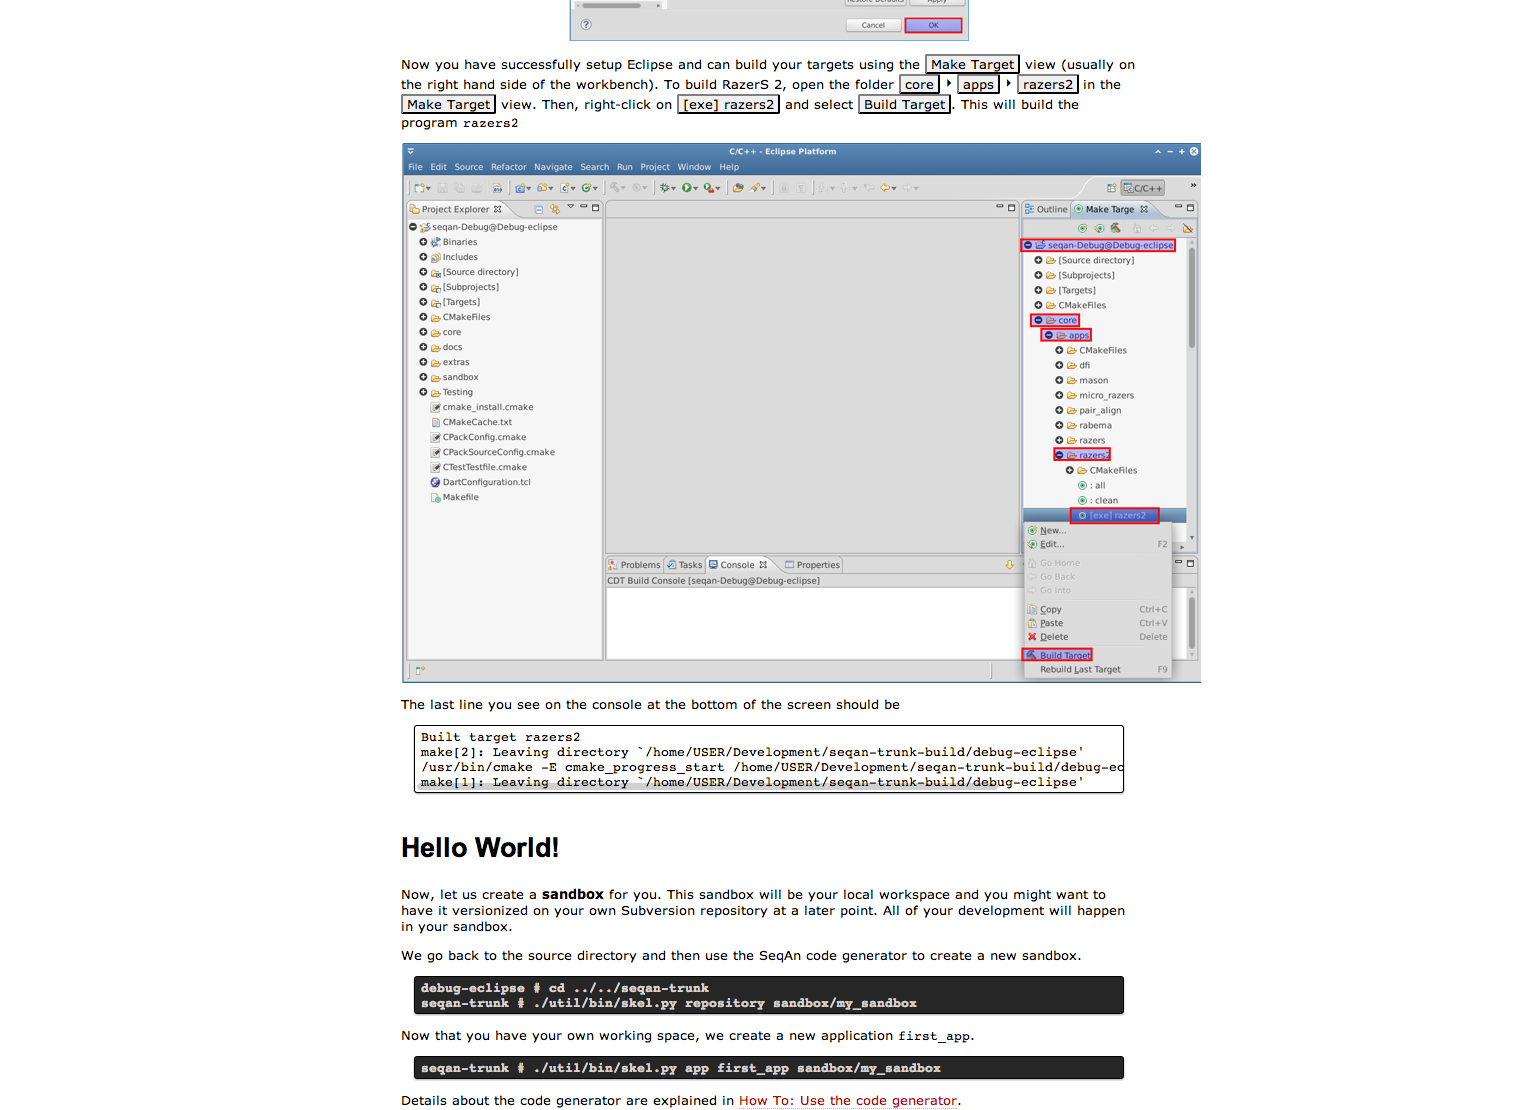 Restore Defaults Apply
Cancel OK
Now you have successfully setup Eclipse and can build your targets using the Make Target view (usually on
the right hand side of the workbench). To build RazerS 2, open the folder core ‣ apps ‣ razers2 in the
Make Target view. Then, right-click on [exe] razers2 and select Build Target. This will build the
program razers2
C/C++ - Eclipse Platform
File Edit Source Refactor Navigate Search Run Project Window Help
C/C++
Project Explorer
seqan-Debug@Debug-eclipse
Binaries
Includes
[Source directory]
[Subprojects]
[Targets]
CMakeFiles
core
docs
extras
sandbox
Testing
cmake_install.cmake
CMakeCache.txt
CPackConfig.cmake
CPackSourceConfig.cmake
CTestTestfile.cmake
DartConfiguration.tcl
Makefile
Outline Make Targe
seqan-Debug@Debug-eclipse
[Source directory]
[Subprojects]
[Targets]
CMakeFiles
core
apps
CMakeFiles
dfi
mason
micro_razers
pair_align
rabema
razers
razers2
CMakeFiles
: all
: clean
[exe] razers2
New...
Edit... F2
Go Home
Go Back
Go Into
Copy Ctrl+C
Paste Ctrl+V
Delete Delete
Build Target
Rebuild Last Target F9
Problems Tasks Console Properties
CDT Build Console [seqan-Debug@Debug-eclipse]
The last line you see on the console at the bottom of the screen should be
Built target razers2
make[2]: Leaving directory `/home/USER/Development/seqan-trunk-build/debug-eclipse'
/usr/bin/cmake -E cmake_progress_start /home/USER/Development/seqan-trunk-build/debug-ec
make[1]: Leaving directory `/home/USER/Development/seqan-trunk-build/debug-eclipse'
Hello World!
Now, let us create a sandbox for you. This sandbox will be your local workspace and you might want to
have it versionized on your own Subversion repository at a later point. All of your development will happen
in your sandbox.
We go back to the source directory and then use the SeqAn code generator to create a new sandbox.
debug-eclipse # cd ../../seqan-trunk
seqan-trunk # ./util/bin/skel.py repository sandbox/my_sandbox
Now that you have your own working space, we create a new application first_app.
seqan-trunk # ./util/bin/skel.py app first_app sandbox/my_sandbox
Details about the code generator are explained in How To: Use the code generator.